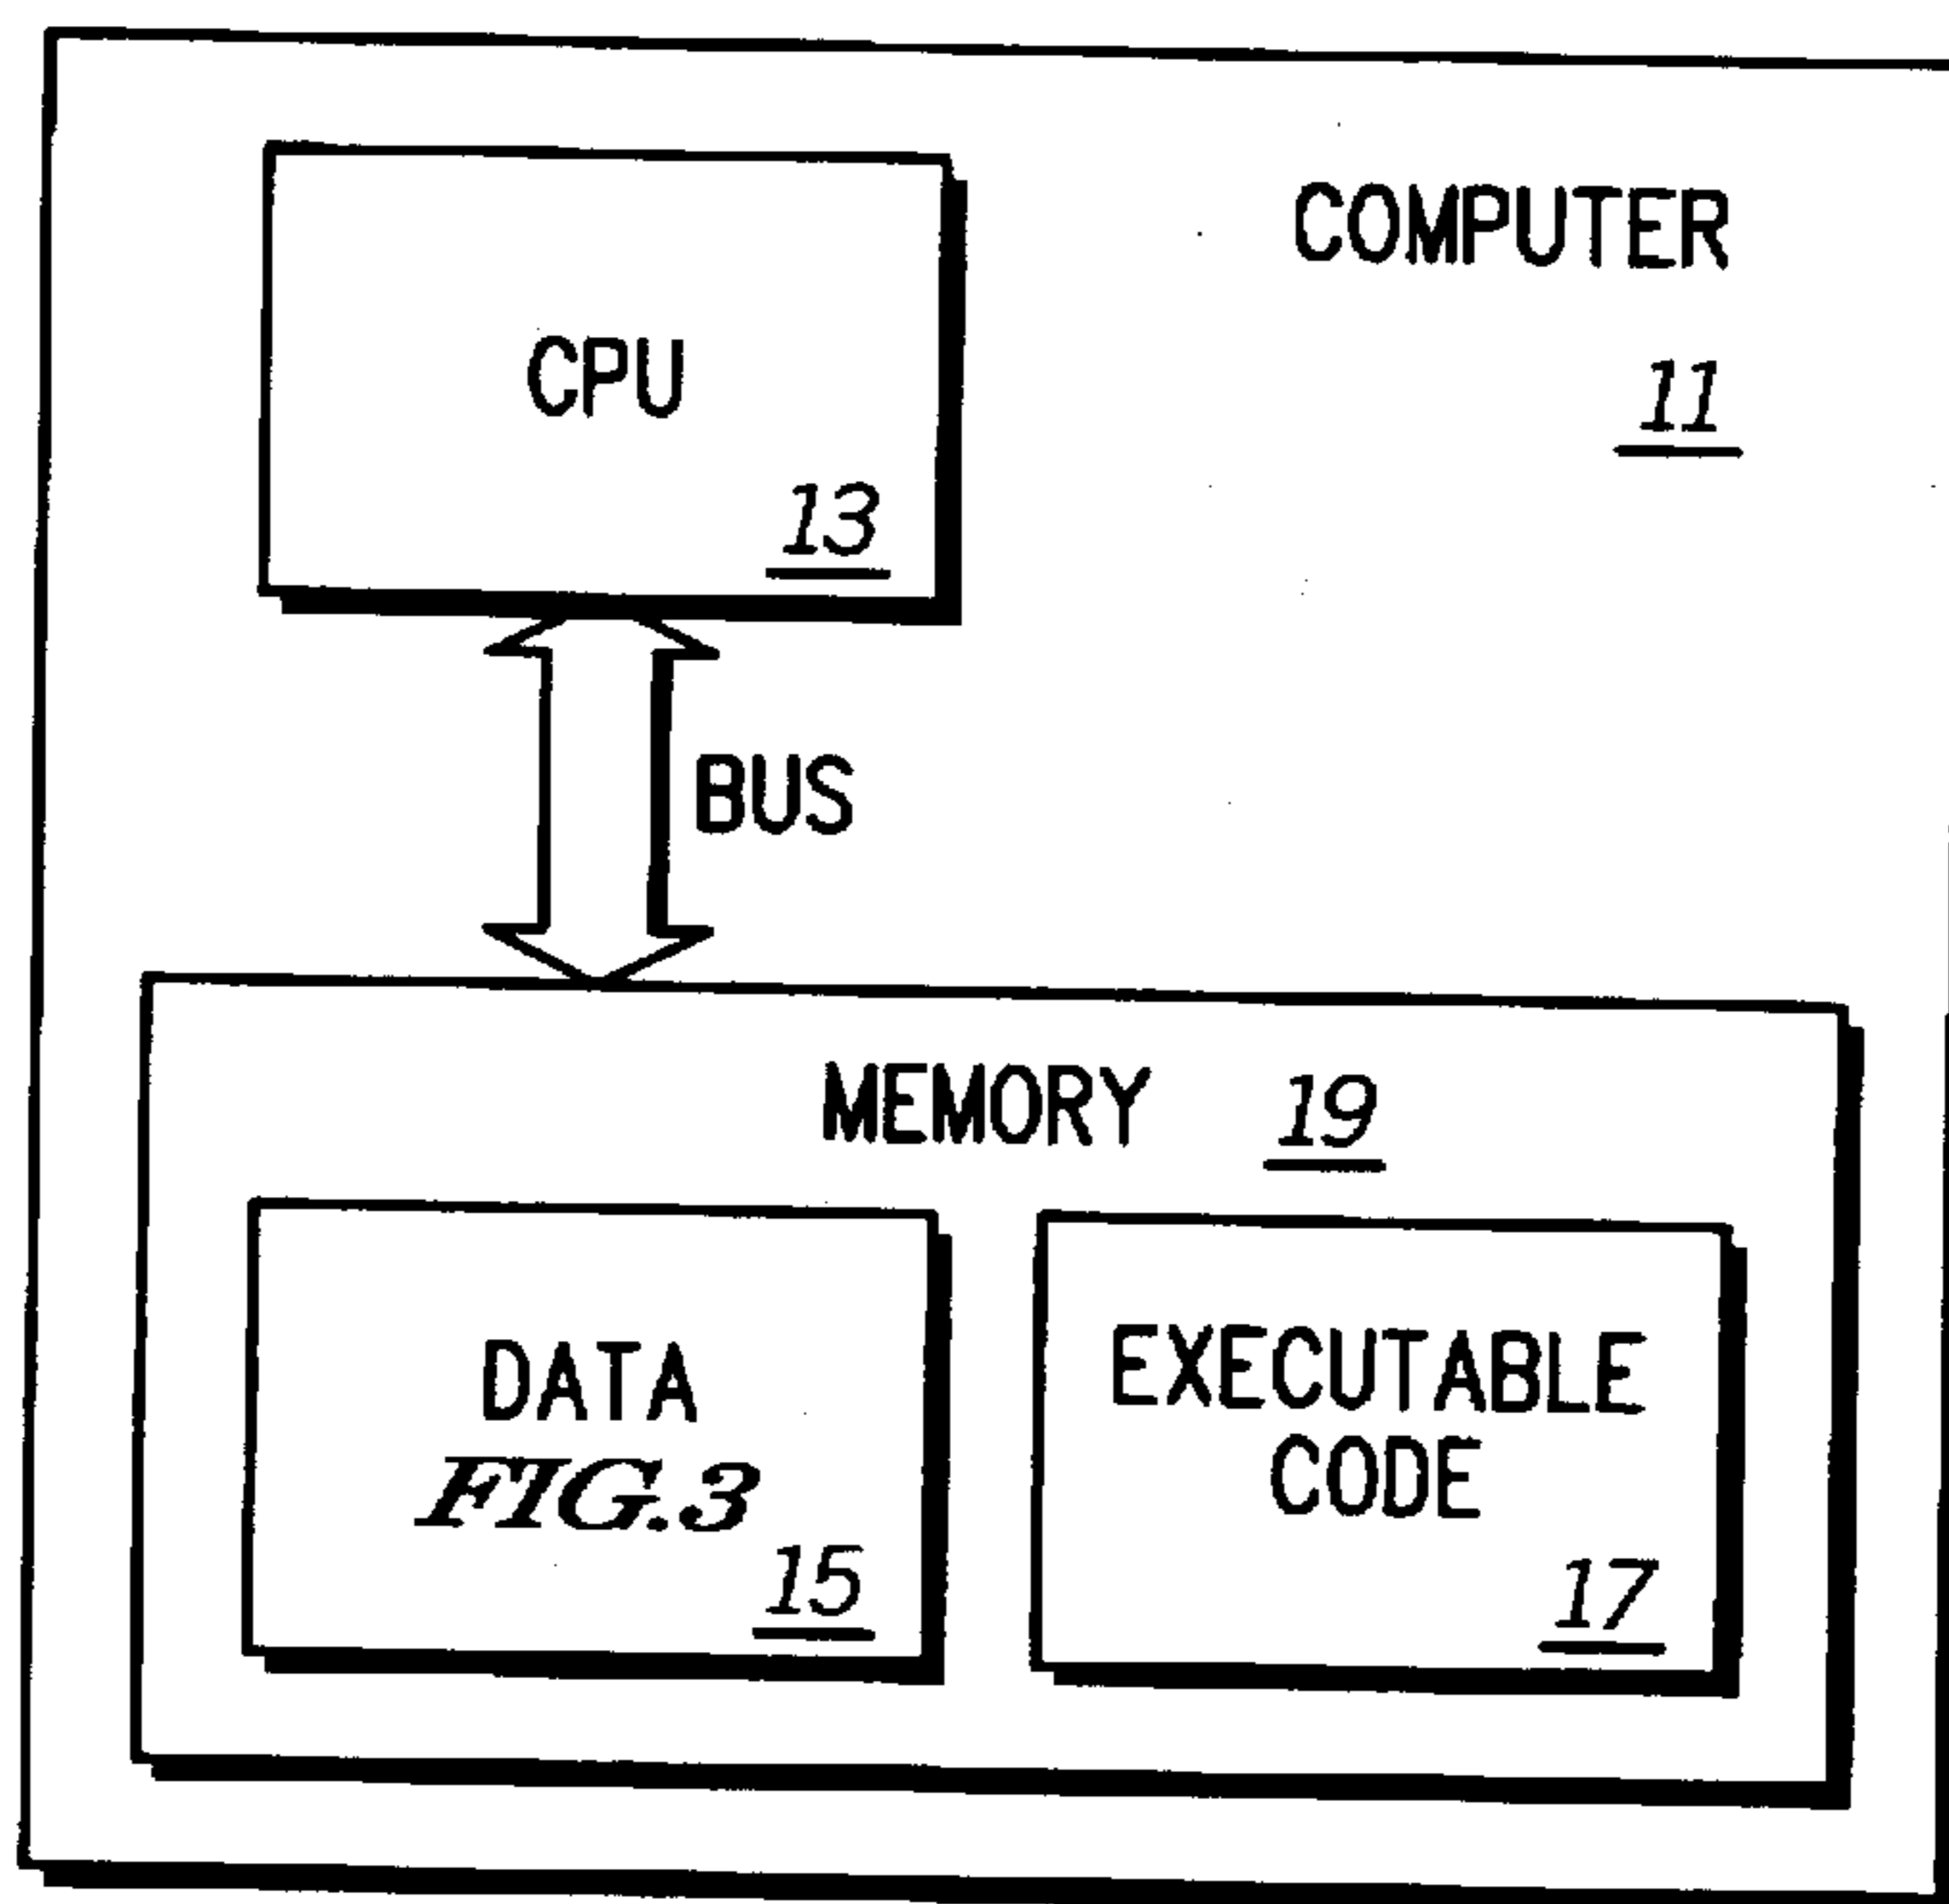 COMPUTER
11
CPU
13
BUS
MEMORY 19
DATA
FIG.3
15
EXECUTABLE
CODE
17